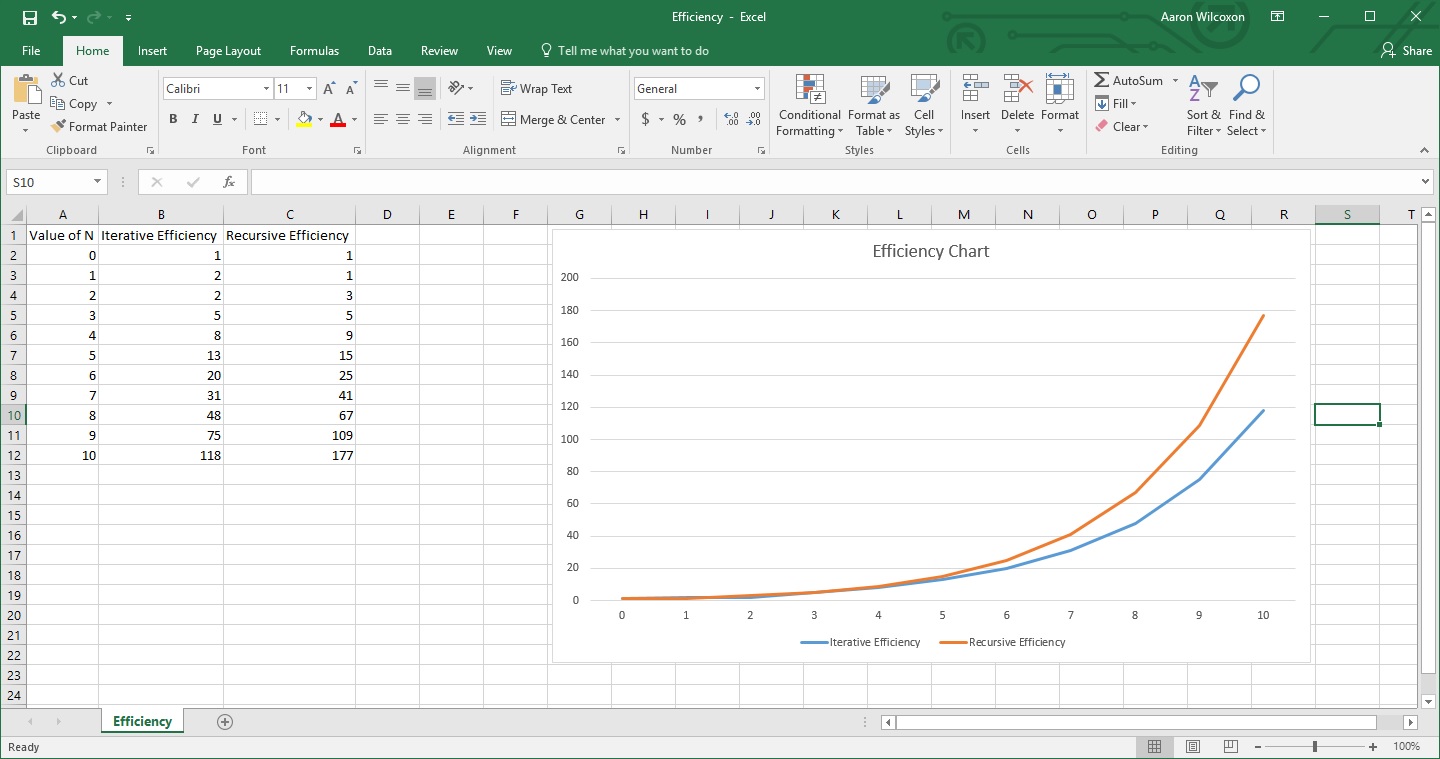 Efficiency - Excel
Aaron Wilcoxon
File Home Insert Page Layout Formulas Data Review View Tell me what you want to do Share
Paste
Cut
Copy
Format Painter
Clipboard
Calibri 11 A A
B I U A
Font
Wrap Text
Merge & Center
Alignment
General
$ % ,
Number
Conditional Formatting
Format as Table
Cell Styles
Styles
Insert Delete Format
Cells
AutoSum
Fill
Clear
Sort & Filter
Find & Select
Editing
S10 fx
A B C D E F G H I J K L M N O P Q R S T
1 Value of N Iterative Efficiency Recursive Efficiency
2 0 1 1
3 1 2 1
4 2 2 3
5 3 5 5
6 4 8 9
7 5 13 15
8 6 20 25
9 7 31 41
10 8 48 67
11 9 75 109
12 10 118 177
13
14
15
16
17
18
19
20
21
22
23
24
Efficiency Chart
200
180
160
140
120
100
80
60
40
20
0
0 1 2 3 4 5 6 7 8 9 10
Iterative Efficiency Recursive Efficiency
Efficiency
Ready
100%